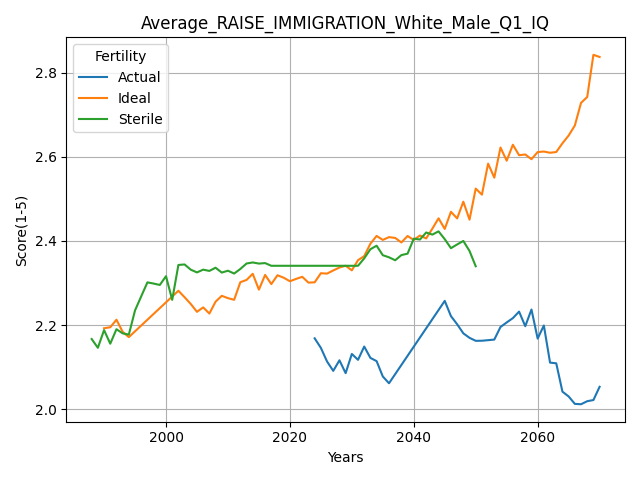 Average_RAISE_IMMIGRATION_White_Male_Q1_IQ
Fertility
Actual
Ideal
Sterile
Score(1-5)
2.8
2.6
2.4
2.2
2.0
2000
2020
2040
2060
Years